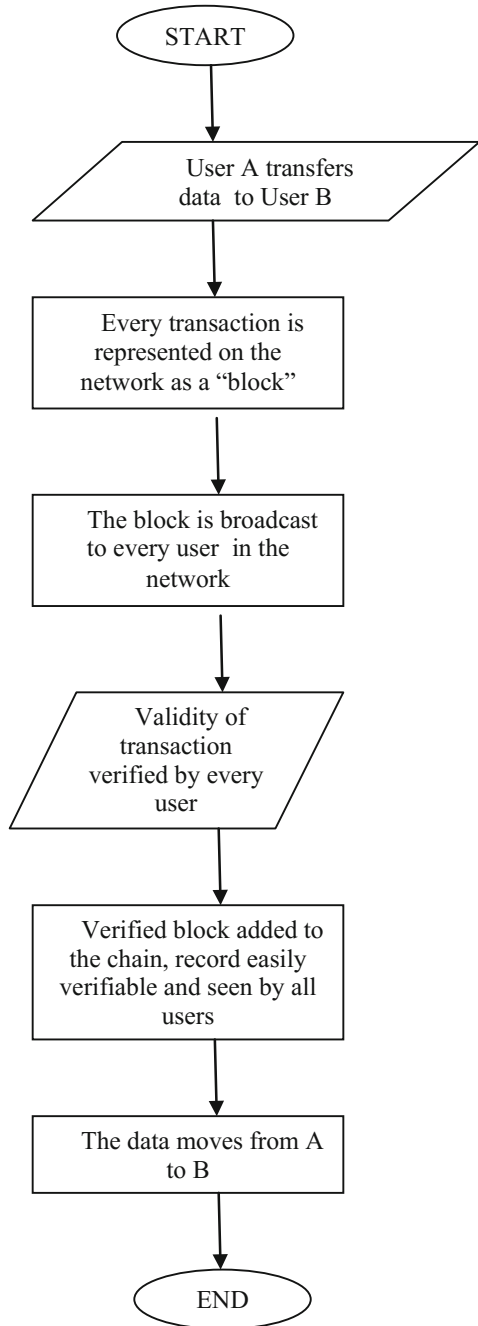 START
User A transfers
data to User B
Every transaction is
represented on the
network as a “block”
The block is broadcast
to every user in the
network
Validity of
transaction
verified by every
user
Verified block added to
the chain, record easily
verifiable and seen by all
users
The data moves from A
to B
END